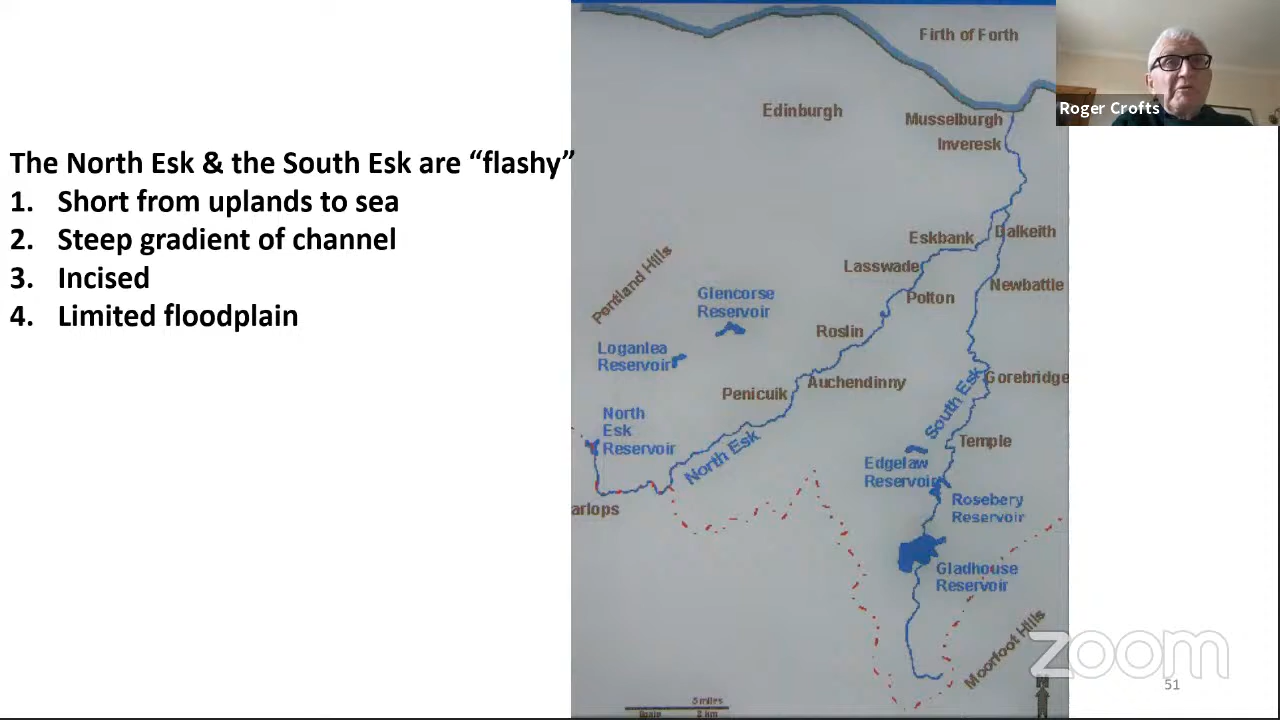 The North Esk & the South Esk are “flashy”
1. Short from uplands to sea
2. Steep gradient of channel
3. Incised
4. Limited floodplain
Firth of Forth
Edinburgh
Musselburgh
Inveresk
Eskbank
Dalkeith
Lasswade
Newbattle
Polton
Pentland Hills
Glencorse
Reservoir
Roslin
Loganlea
Reservoir
Auchendinny
Gorebridge
Penicuik
South Esk
North
Esk
Reservoir
North Esk
Temple
Edgelaw
Reservoir
Rosebery
Reservoir
arlops
Gladhouse
Reservoir
Moorfoot Hills
5 miles
Roger Crofts
zoom
51